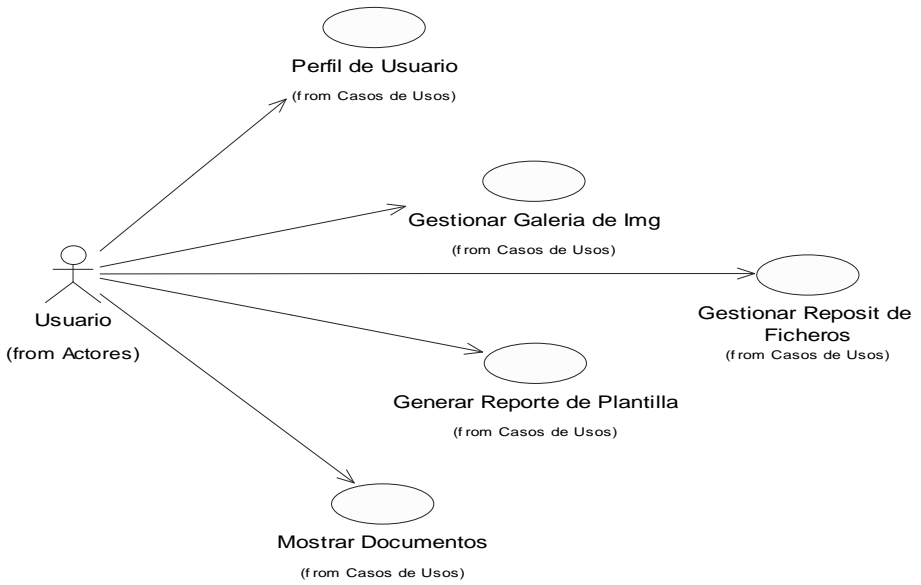 Perfil de Usuario
(from Casos de Usos)
Gestionar Galeria de Img
(from Casos de Usos)
Gestionar Reposit de
Ficheros
(from Casos de Usos)
Usuario
(from Actores)
Generar Reporte de Plantilla
(from Casos de Usos)
Mostrar Documentos
(from Casos de Usos)